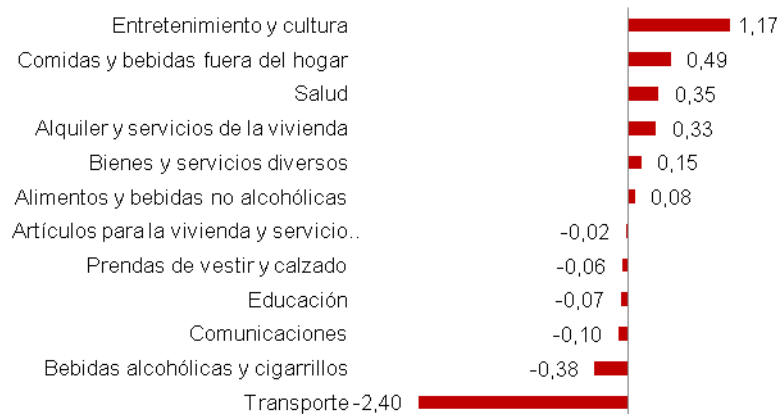 Entretenimiento y cultura 1,17
Comidas y bebidas fuera del hogar 0,49
Salud 0,35
Alquiler y servicios de la vivienda 0,33
Bienes y servicios diversos 0,15
Alimentos y bebidas no alcohólicas 0,08
Artículos para la vivienda y servicio.. -0,02
Prendas de vestir y calzado -0,06
Educación -0,07
Comunicaciones -0,10
Bebidas alcohólicas y cigarrillos -0,38
Transporte -2,40